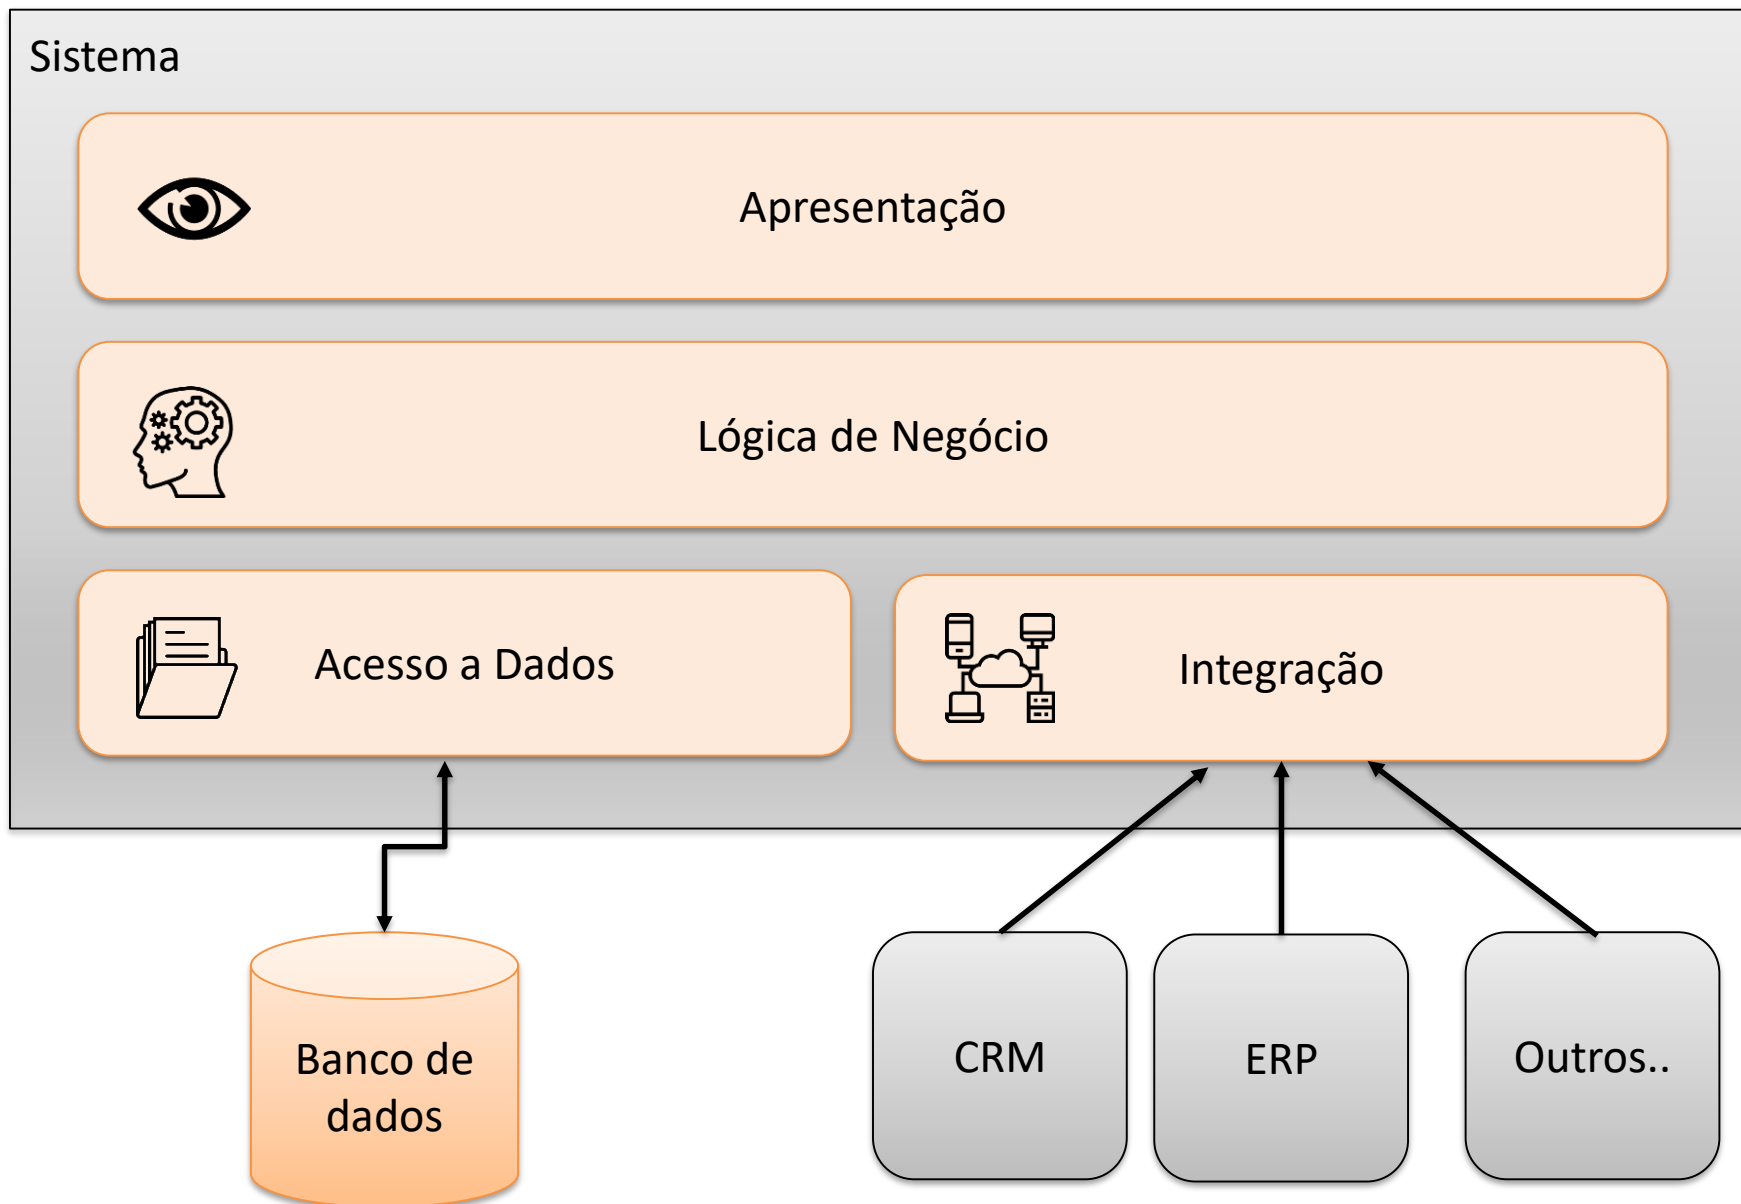 Sistema
Apresentação
Lógica de Negócio
Acesso a Dados
Integração
Banco de
dados
CRM
ERP
Outros..